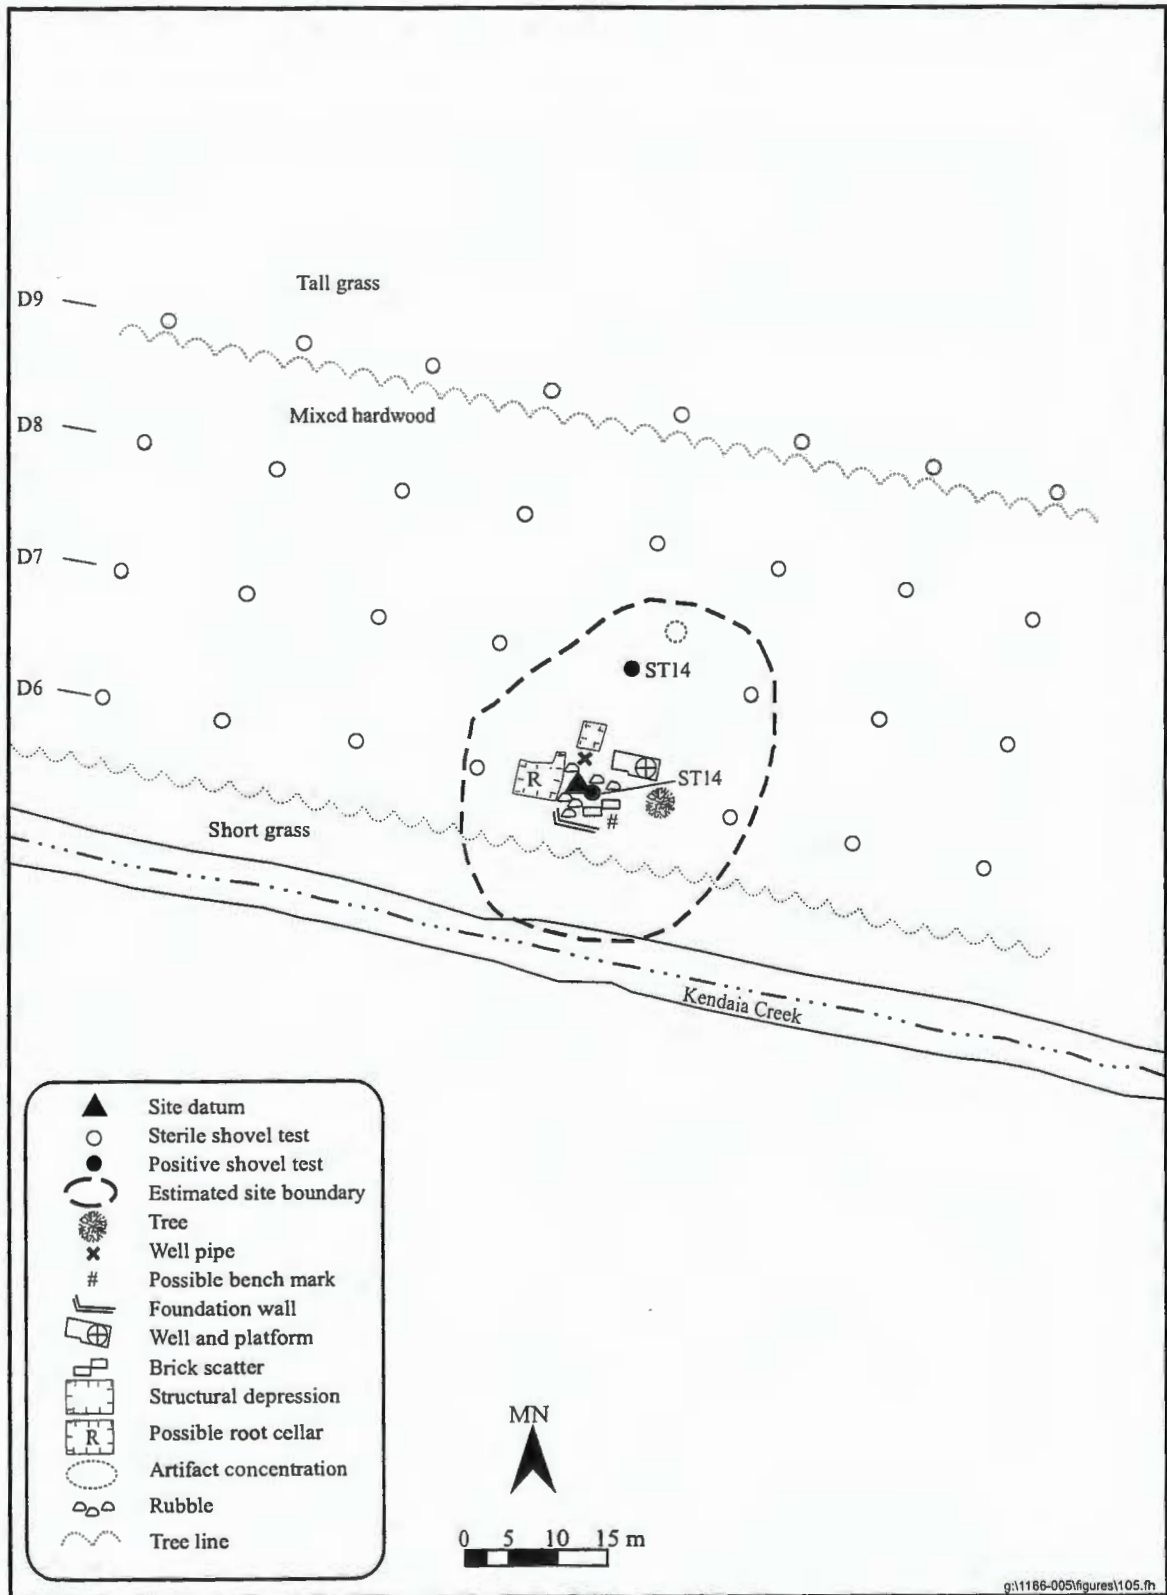 Tall grass
D9
Mixed hardwood
D8
D7
ST14
D6
R
ST14
#
Short grass
Kendaia Creek
Site datum
Sterile shovel test
Positive shovel test
Estimated site boundary
Tree
Well pipe
# Possible bench mark
Foundation wall
Well and platform
Brick scatter
Structural depression
R Possible root cellar
Artifact concentration
Rubble
Tree line
MN
0 5 10 15 m
g:\1166-005\figures\105.fh